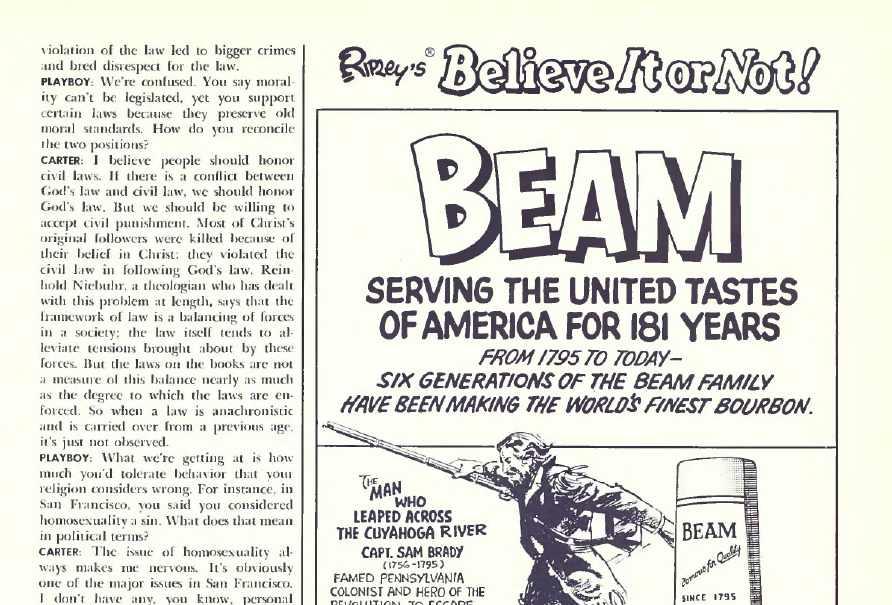 violation of the law led to bigger crimes
and bred disrespect for the law.
PLAYBOY: We're confused. You say moral-
ity can't be legislated, yet you support
certain laws because they preserve old
moral standards. How do you reconcile
the two positions?
CARTER: I believe people should honor
civil laws. If there is a conflict between
God's law and civil law, we should honor
God's law. But we should be willing to
accept civil punishment. Most of Christ's
original followers were killed because of
their belief in Christ; they violated the
civil law in following God's law. Rein-
hold Niebuhr, a theologian who has dealt
with this problem at length, says that the
framework of law is a balancing of forces
in a society; the law itself tends to al-
leviate tensions brought about by these
forces. But the laws on the books are not
a measure of this balance nearly as much
as the degree to which the laws are en-
forced. So when a law is anachronistic
and is carried over from a previous age,
it's just not observed.
PLAYBOY: What we're getting at is how
much you'd tolerate behavior that your
religion considers wrong. For instance, in
San Francisco, you said you considered
homosexuality a sin. What does that mean
in political terms?
CARTER: The issue of homosexuality al-
ways makes me nervous. It's obviously
one of the major issues in San Francisco.
I don't have any, you know, personal
Ripley's® Believe It or Not!
BEAM
SERVING THE UNITED TASTES
OF AMERICA FOR 181 YEARS
FROM 1795 TO TODAY—
SIX GENERATIONS OF THE BEAM FAMILY
HAVE BEEN MAKING THE WORLD'S FINEST BOURBON.
THE
MAN
WHO
LEAPED ACROSS
THE CUYAHOGA RIVER
CAPT. SAM BRADY
(1756-1795)
FAMED PENNSYLVANIA
COLONIST AND HERO OF THE
REVOLUTION, TO ESCAPE
BEAM
Famous for Quality
SINCE 1795